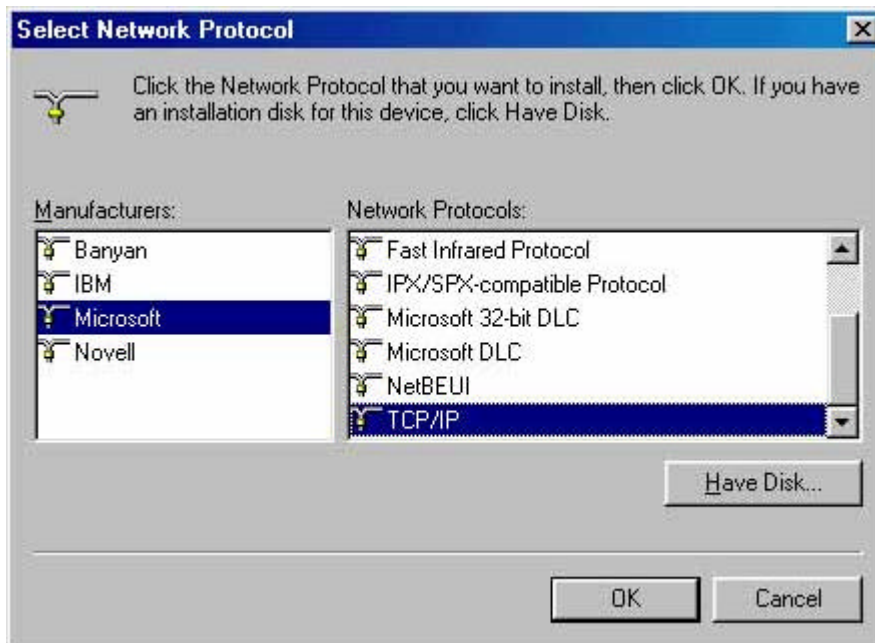 Select Network Protocol
Click the Network Protocol that you want to install, then click OK. If you have
an installation disk for this device, click Have Disk.
Manufacturers:
Banyan
IBM
Microsoft
Novell
Network Protocols:
Fast Infrared Protocol
IPX/SPX-compatible Protocol
Microsoft 32-bit DLC
Microsoft DLC
NetBEUI
TCP/IP
Have Disk...
OK
Cancel